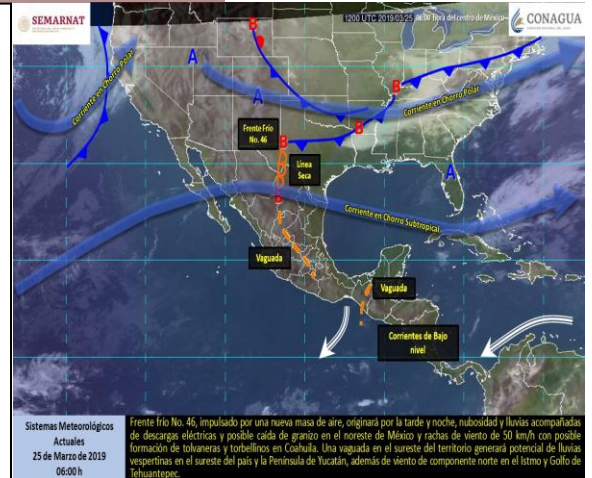 SEMARNAT
1200 UTC 2019/03/25 06:00 hora del centro de México
CONAGUA
B
A
Corriente en Chorro Polar
A
B
Corriente en Chorro Polar
Frente Frío
No. 46
B
B
Línea
Seca
A
B
Corriente en Chorro Subtropical
Vaguada
Vaguada
Corrientes de Bajo
nivel
Sistemas Meteorológicos
Actuales
25 de Marzo de 2019
06:00 h
Frente frío No. 46, impulsado por una nueva masa de aire, originará por la tarde y noche, nubosidad y lluvias acompañadas
de descargas eléctricas y posible caída de granizo en el noreste de México y rachas de viento de 50 km/h con posible
formación de tolvaneras y torbellinos en Coahuila. Una vaguada en el sureste del territorio generará potencial de lluvias
vespertinas en el sureste del país y la Península de Yucatán, además de viento de componente norte en el Istmo y Golfo de
Tehuantepec.